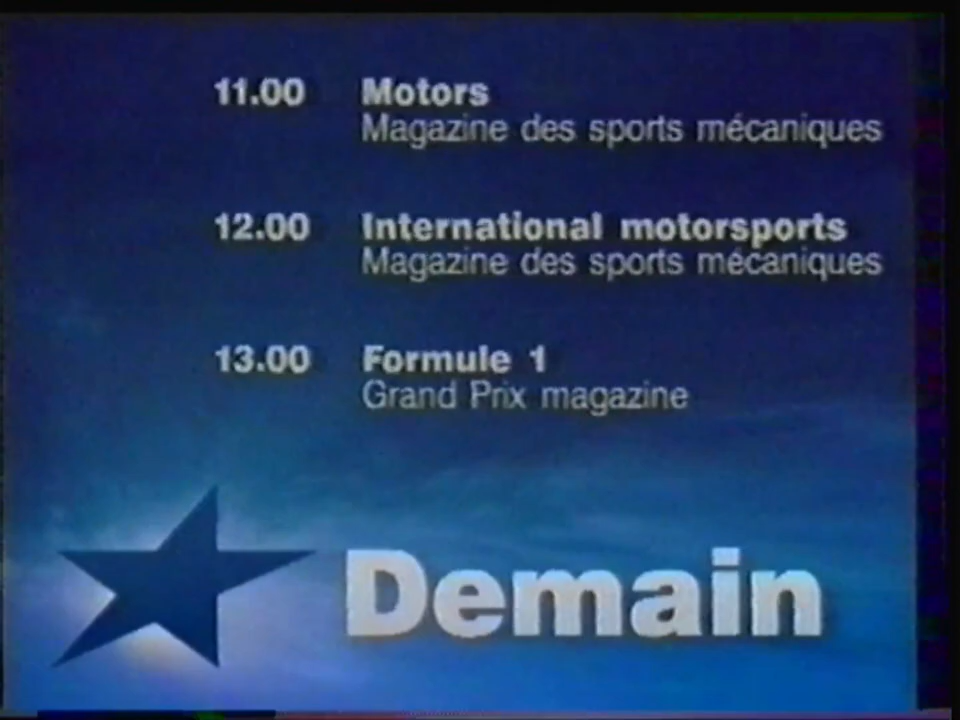 11.00 Motors
Magazine des sports mécaniques
12.00 International motorsports
Magazine des sports mécaniques
13.00 Formule 1
Grand Prix magazine
Demain